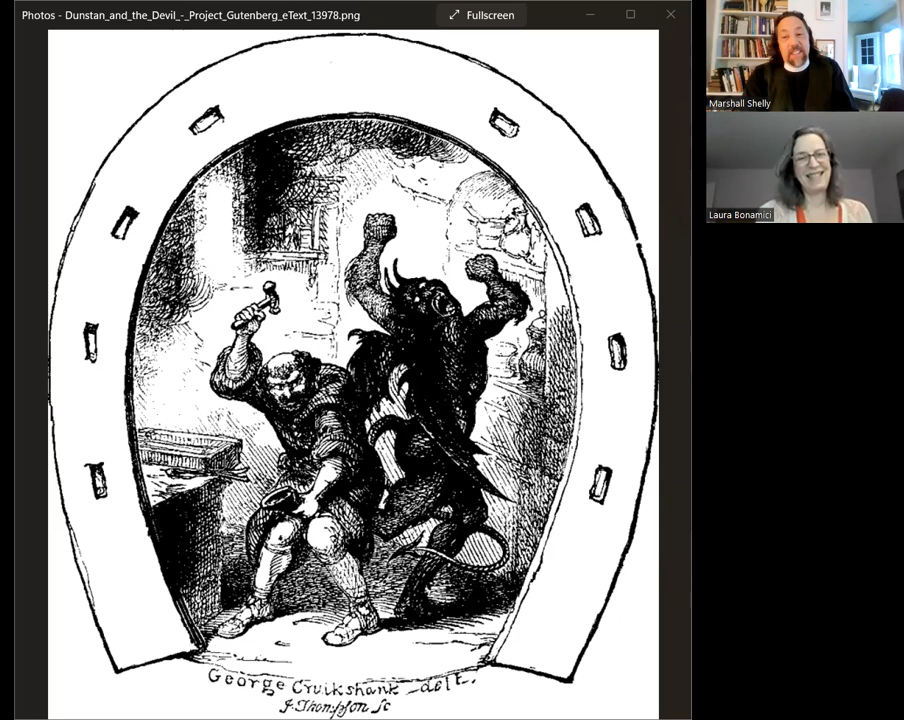 Photos - Dunstan_and_the_Devil_-_Project_Gutenberg_eText_13978.png
Fullscreen
Marshall Shelly
Laura Bonamici
George Cruikshank delt.
J. Thompson Sc